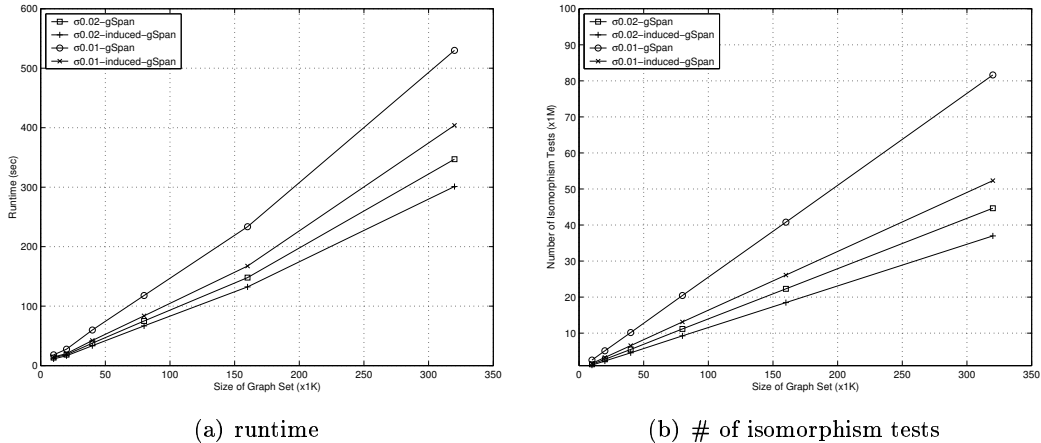 600
500
400
300
200
100
0
Runtime (sec)
σ0.02−gSpan
σ0.02−induced−gSpan
σ0.01−gSpan
σ0.01−induced−gSpan
0 50 100 150 200 250 300 350
Size of Graph Set (x1K)
(a) runtime
100
90
80
70
60
50
40
30
20
10
Number of Isomorphism Tests (x1M)
σ0.02−gSpan
σ0.02−induced−gSpan
σ0.01−gSpan
σ0.01−induced−gSpan
0 50 100 150 200 250 300 350
Size of Graph Set (x1K)
(b) # of isomorphism tests